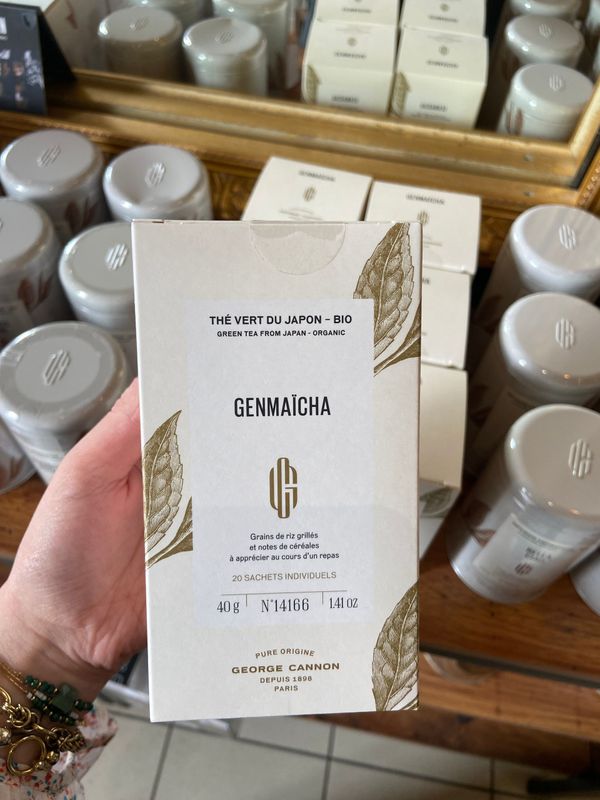 GENMAÏCHA
THÉ VERT DU JAPON – BIO
GREEN TEA FROM JAPAN - ORGANIC
GENMAÏCHA
Grains de riz grillés
et notes de céréales
à apprécier au cours d'un repas
20 SACHETS INDIVIDUELS
40 g N°14166 1.41 oz
PURE ORIGINE
GEORGE CANNON
DEPUIS 1898
PARIS